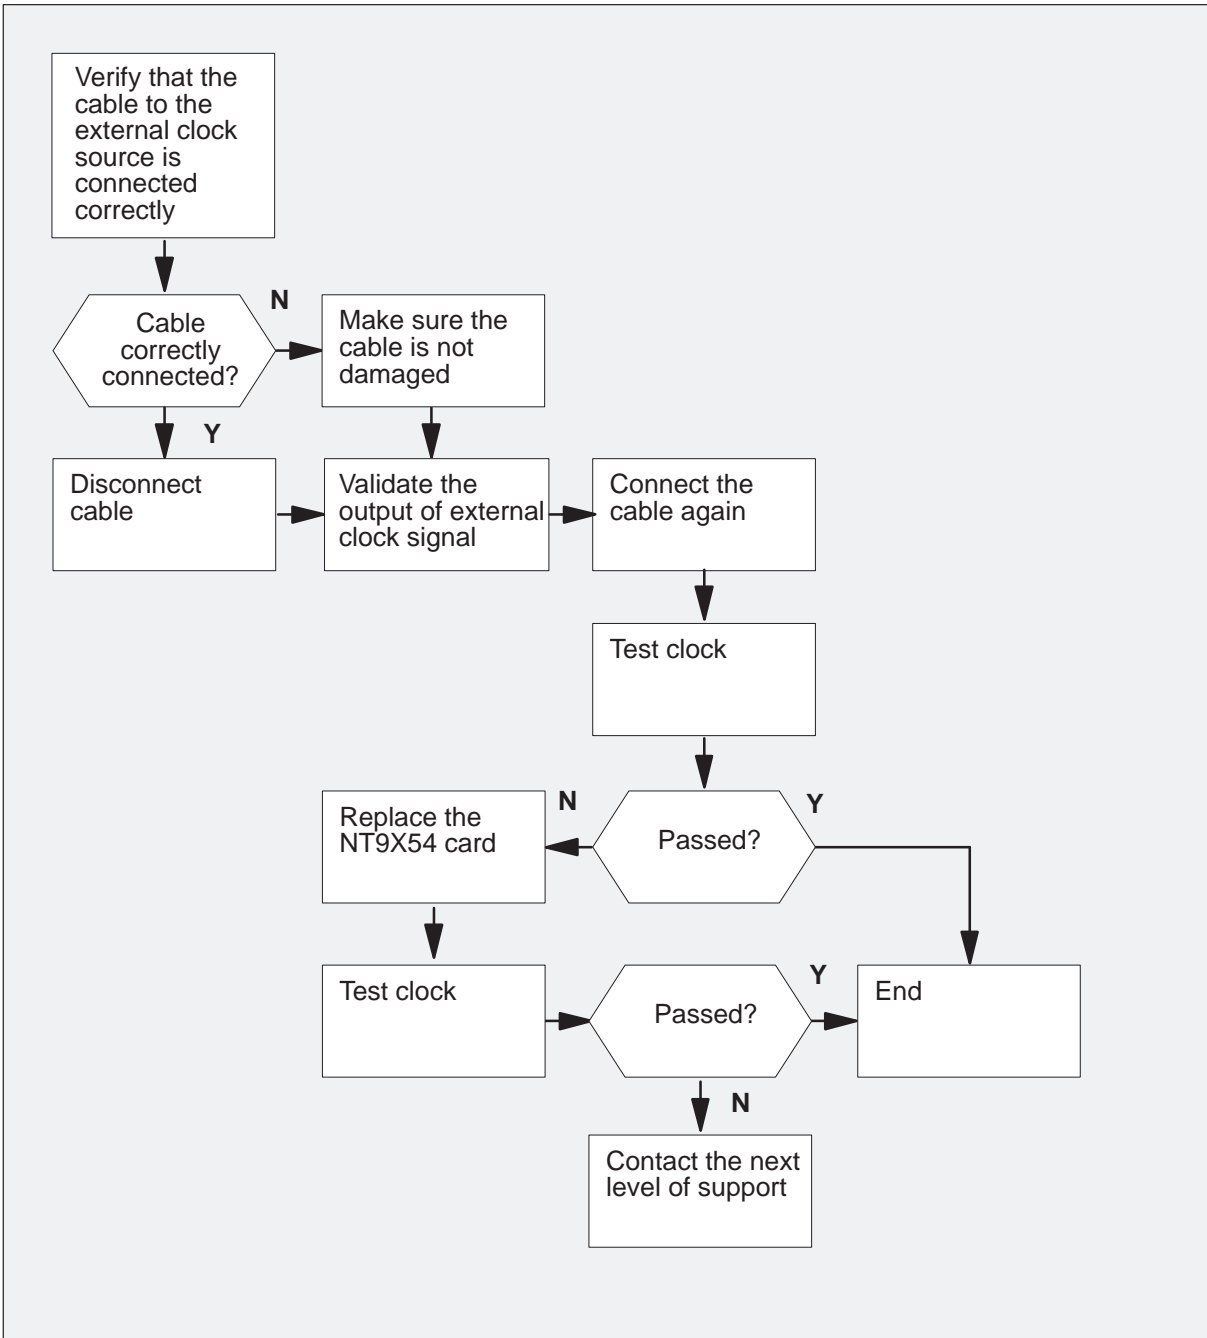 Verify that the
cable to the
external clock
source is
connected
correctly
N
Cable
correctly
connected?
Make sure the
cable is not
damaged
Y
Disconnect
cable
Validate the
output of external
clock signal
Connect the
cable again
Test clock
N
Y
Replace the
NT9X54 card
Passed?
Test clock
Passed?
Y
End
N
Contact the next
level of support